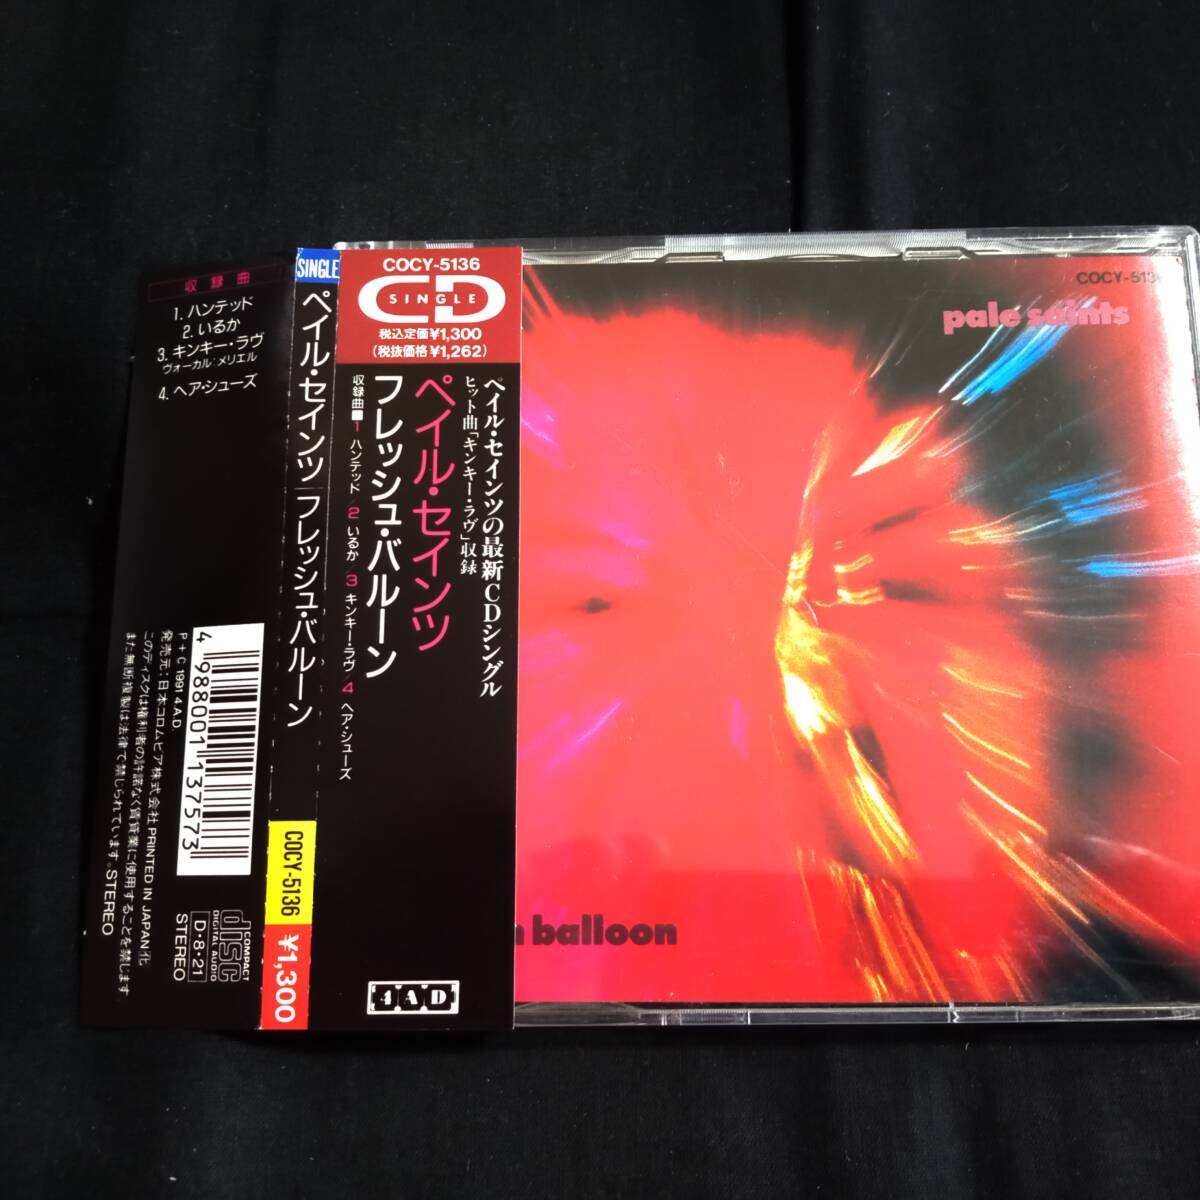 収録曲
1. ハンテッド
2. いるか
3. キンキー・ラヴ
ヴォーカル:メリエル
4. ヘア・シューズ
4 988001 137573
P + C 1991 4.A.D.
発売元:日本コロムビア株式会社 PRINTED IN JAPAN 化
このディスクは権利者の許諾なく賃貸業に使用することを禁じます。
また無断複製は法律で禁じられています。STEREO
COMPACT
disc
DIGITAL AUDIO
D・8・21
STEREO
SINGLE
ペイル・セインツ/フレッシュ・バルーン
COCY-5136
¥1,300
COCY-5136
CD
SINGLE
税込定価¥1,300
(税抜価格¥1,262)
ペイル・セインツの最新CDシングル
ヒット曲「キンキー・ラヴ」収録
ペイル・セインツ
フレッシュ・バルーン
収録曲■1 ハンテッド/2 いるか/3 キンキーラヴ/4 ヘア・シューズ
4AD
COCY-513
pale saints
balloon